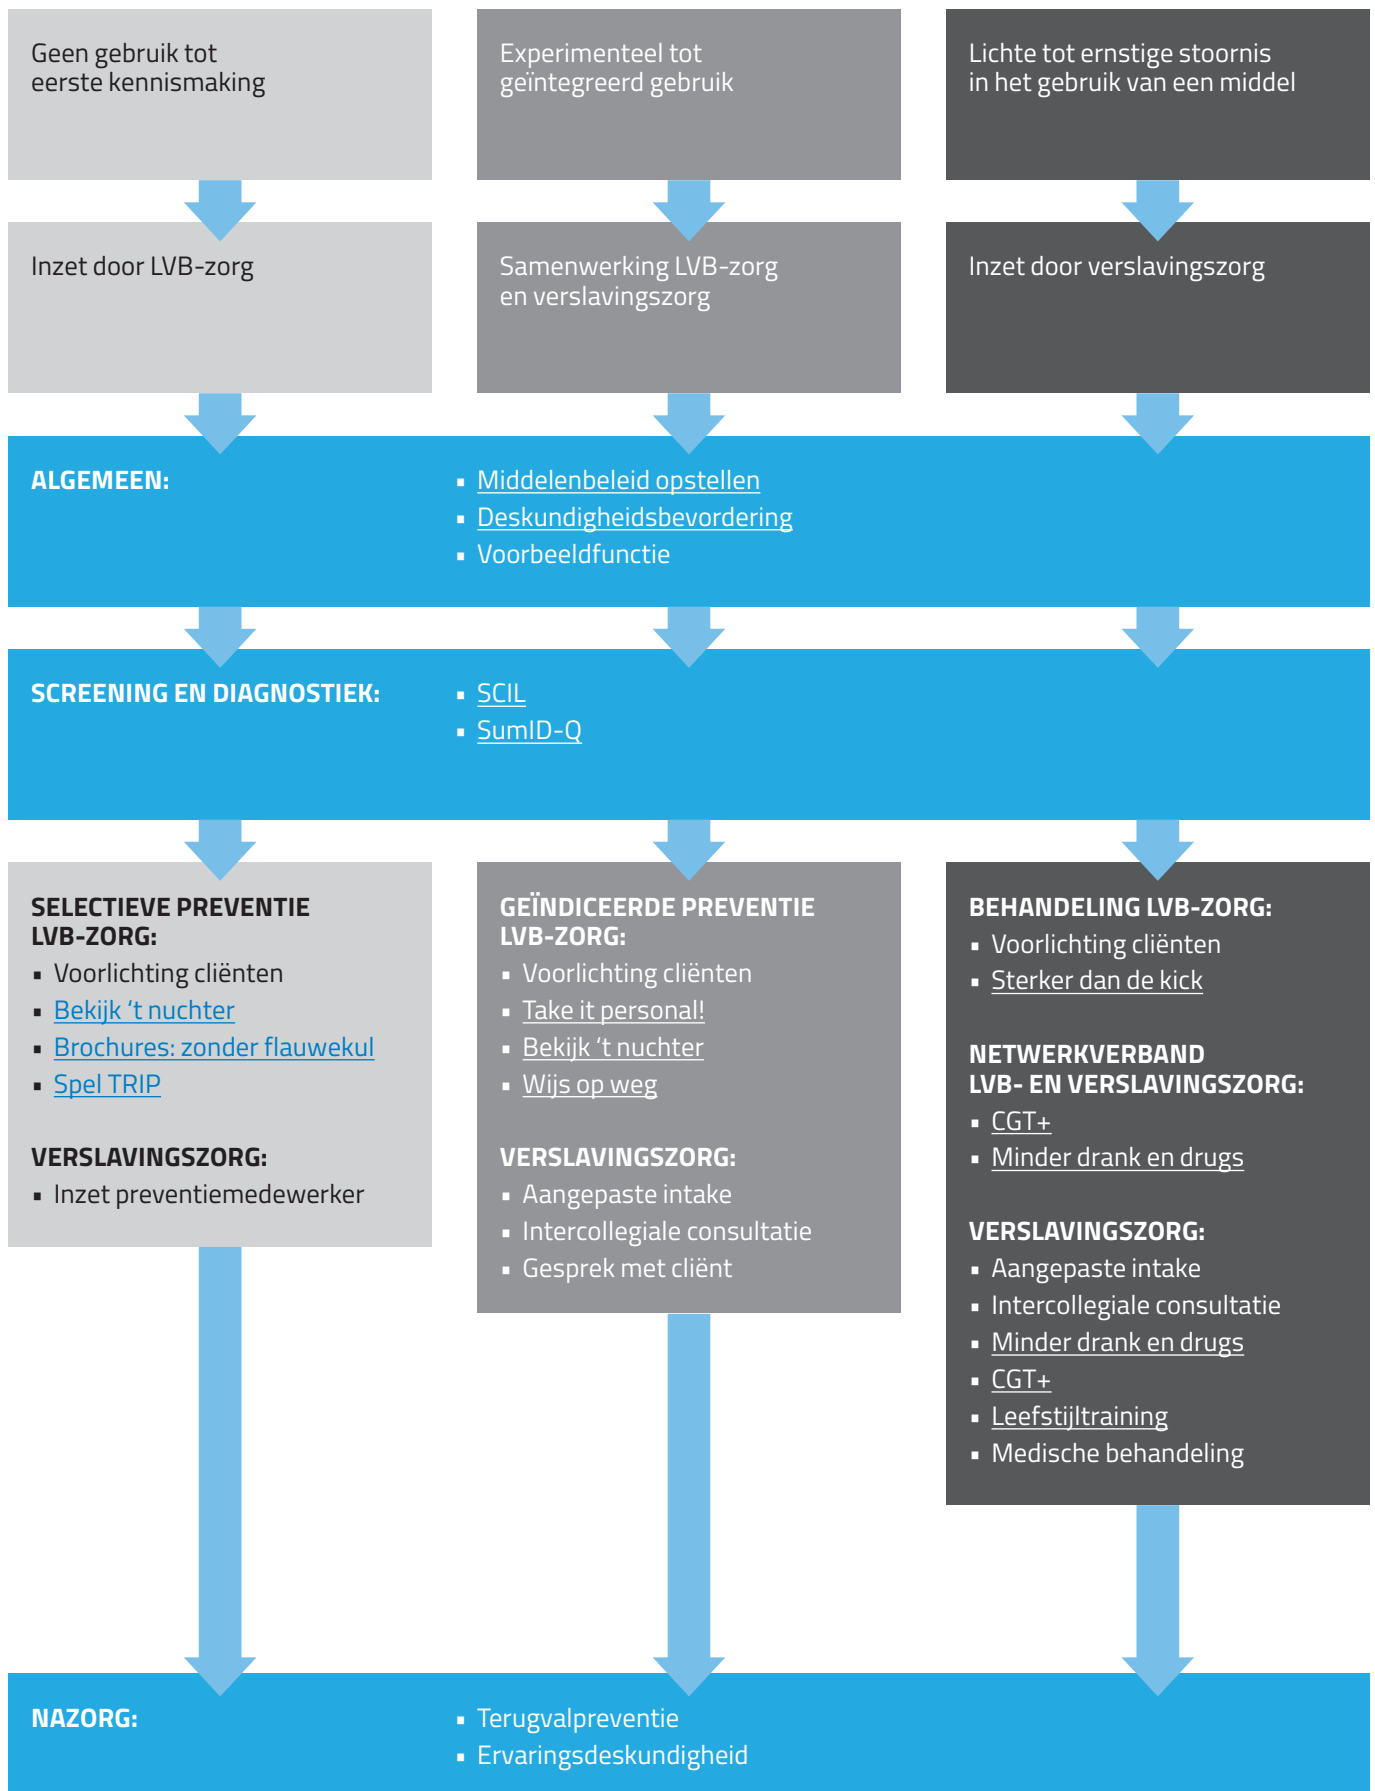 Geen gebruik tot
eerste kennismaking
Experimenteel tot
geïntegreerd gebruik
Lichte tot ernstige stoornis
in het gebruik van een middel
Inzet door LVB-zorg
Samenwerking LVB-zorg
en verslavingszorg
Inzet door verslavingszorg
ALGEMEEN:
▪ Middelenbeleid opstellen
▪ Deskundigheidsbevordering
▪ Voorbeeldfunctie
SCREENING EN DIAGNOSTIEK:
▪ SCIL
▪ SumID-Q
SELECTIEVE PREVENTIE
LVB-ZORG:
▪ Voorlichting cliënten
▪ Bekijk ‘t nuchter
▪ Brochures: zonder flauwekul
▪ Spel TRIP
VERSLAVINGSZORG:
▪ Inzet preventiemedewerker
GEÏNDICEERDE PREVENTIE
LVB-ZORG:
▪ Voorlichting cliënten
▪ Take it personal!
▪ Bekijk ‘t nuchter
▪ Wijs op weg
VERSLAVINGSZORG:
▪ Aangepaste intake
▪ Intercollegiale consultatie
▪ Gesprek met cliënt
BEHANDELING LVB-ZORG:
▪ Voorlichting cliënten
▪ Sterker dan de kick
NETWERKVERBAND
LVB- EN VERSLAVINGSZORG:
▪ CGT+
▪ Minder drank en drugs
VERSLAVINGSZORG:
▪ Aangepaste intake
▪ Intercollegiale consultatie
▪ Minder drank en drugs
▪ CGT+
▪ Leefstijltraining
▪ Medische behandeling
NAZORG:
▪ Terugvalpreventie
▪ Ervaringsdeskundigheid